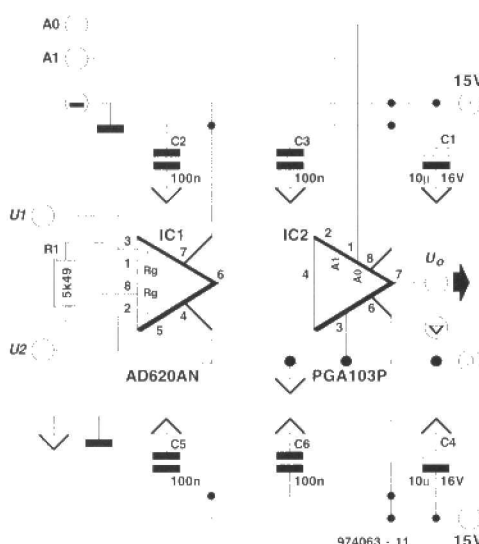 A0
A1
15V
C2
C3
C1
100n
100n
10µ 16V
U1
R1
5k49
U2
3
IC1
7
1
Rg
8
Rg
2
5
4
6
AD620AN
IC2
2
1
8
A1
A0
4
7
6
3
PGA103P
Uo
C5
C6
C4
100n
100n
10µ 16V
974063 - 11
15V